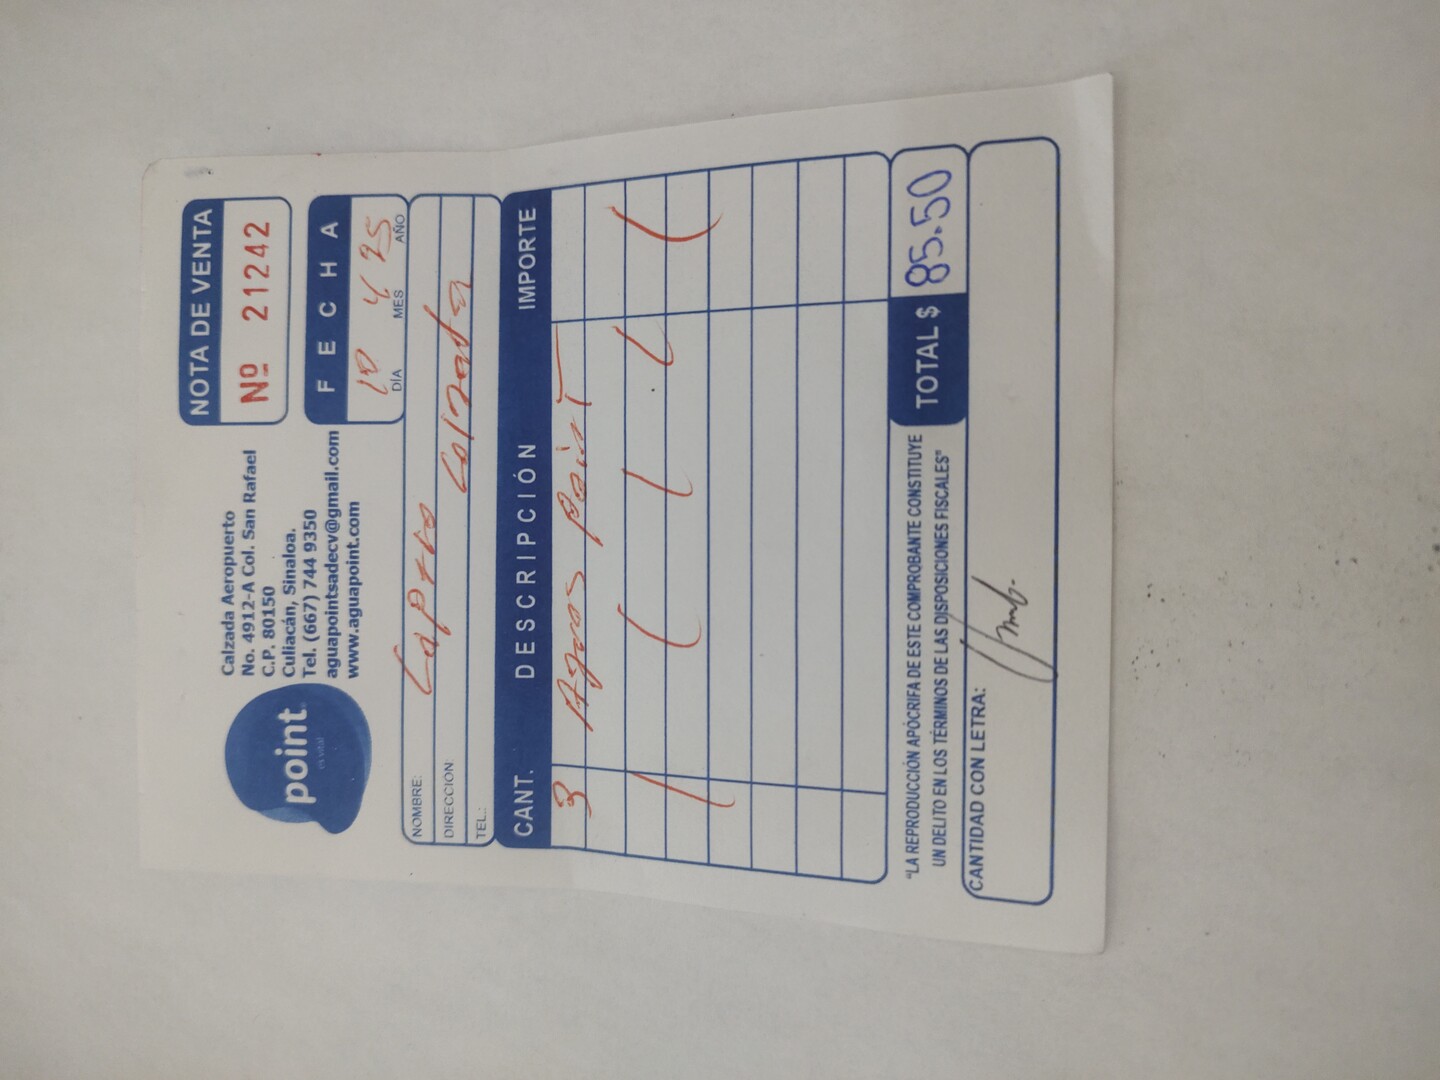 point
es vital
Calzada Aeropuerto
No. 4912-A Col. San Rafael
C.P. 80150
Culiacán, Sinaloa.
Tel. (667) 744 9350
aguapointsadecv@gmail.com
www.aguapoint.com
NOTA DE VENTA
Nº 21242
FECHA
10 4 25
DÍA MES AÑO
NOMBRE:
DIRECCION:
TEL.:
CANT. DESCRIPCIÓN IMPORTE
3 Aguas Point
"LA REPRODUCCIÓN APÓCRIFA DE ESTE COMPROBANTE CONSTITUYE
UN DELITO EN LOS TÉRMINOS DE LAS DISPOSICIONES FISCALES"
TOTAL $ 85.50
CANTIDAD CON LETRA: